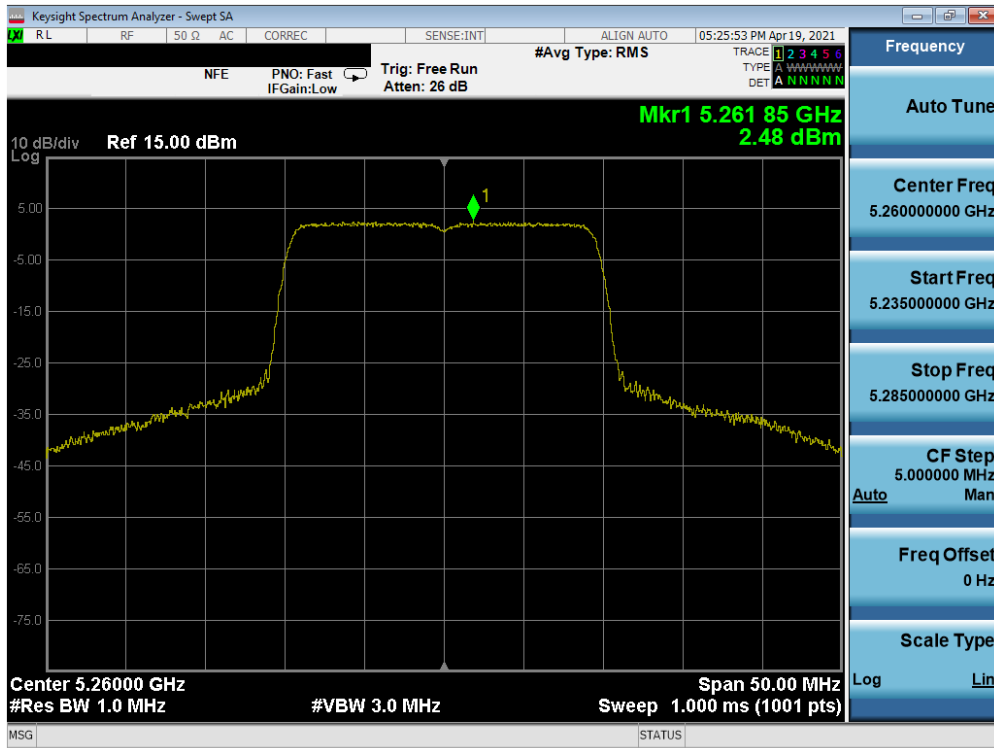 Keysight Spectrum Analyzer - Swept SA
LXI RL RF 50 Ω AC CORREC SENSE:INT ALIGN AUTO 05:25:53 PM Apr 19, 2021
Frequency
#Avg Type: RMS
TRACE 1 2 3 4 5 6
NFE PNO: Fast Trig: Free Run TYPE A WWWWW
IFGain:Low Atten: 26 dB DET A N N N N N
Auto Tune
Mkr1 5.261 85 GHz
2.48 dBm
10 dB/div Ref 15.00 dBm
Log
1
5.00
-5.00
-15.0
-25.0
-35.0
-45.0
-55.0
-65.0
-75.0
Center Freq
5.260000000 GHz
Start Freq
5.235000000 GHz
Stop Freq
5.285000000 GHz
CF Step
5.000000 MHz
Auto Man
Freq Offset
0 Hz
Scale Type
Log Lin
Center 5.26000 GHz Span 50.00 MHz
#Res BW 1.0 MHz #VBW 3.0 MHz Sweep 1.000 ms (1001 pts)
MSG STATUS